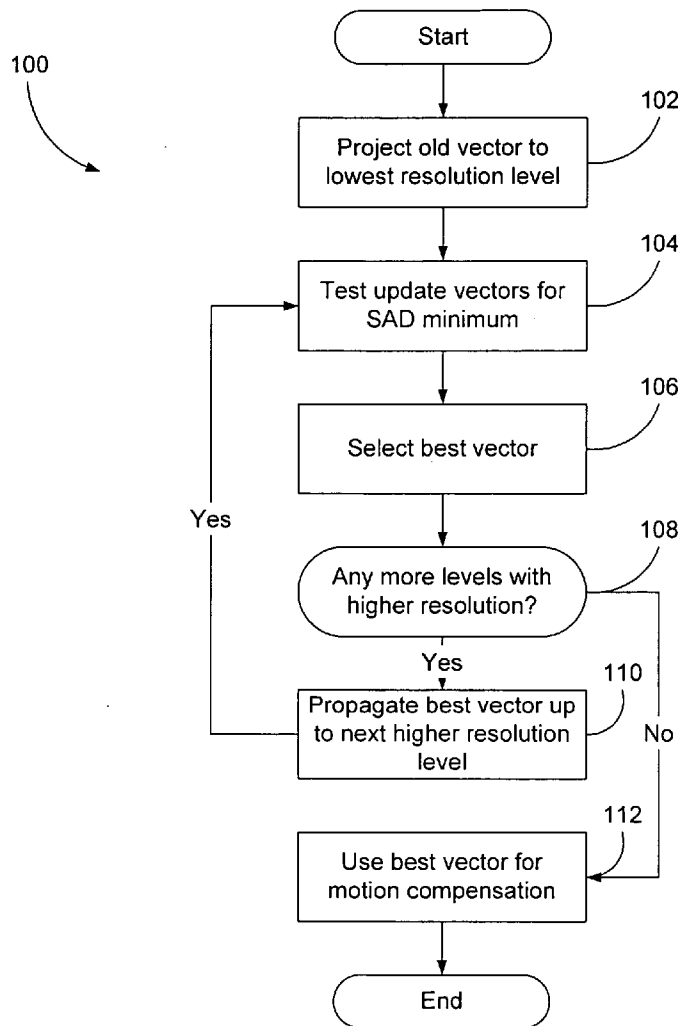 Start
100
102
Project old vector to
lowest resolution level
104
Test update vectors for
SAD minimum
106
Select best vector
Yes
108
Any more levels with
higher resolution?
Yes
110
Propagate best vector up
to next higher resolution
level
No
112
Use best vector for
motion compensation
End